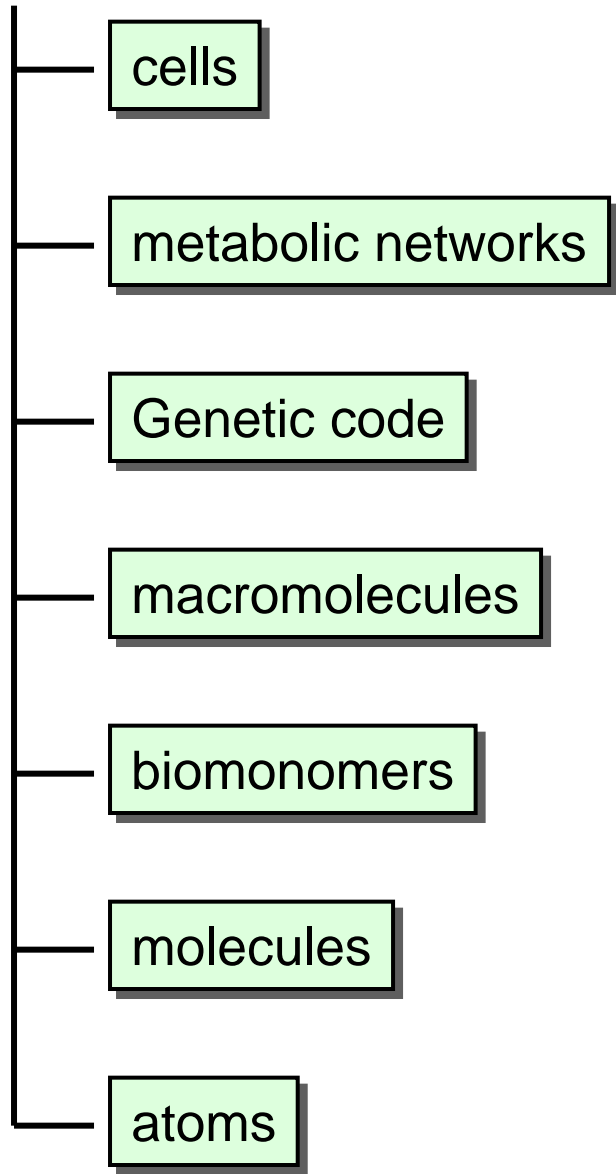 cells
metabolic networks
Genetic code
macromolecules
biomonomers
molecules
atoms